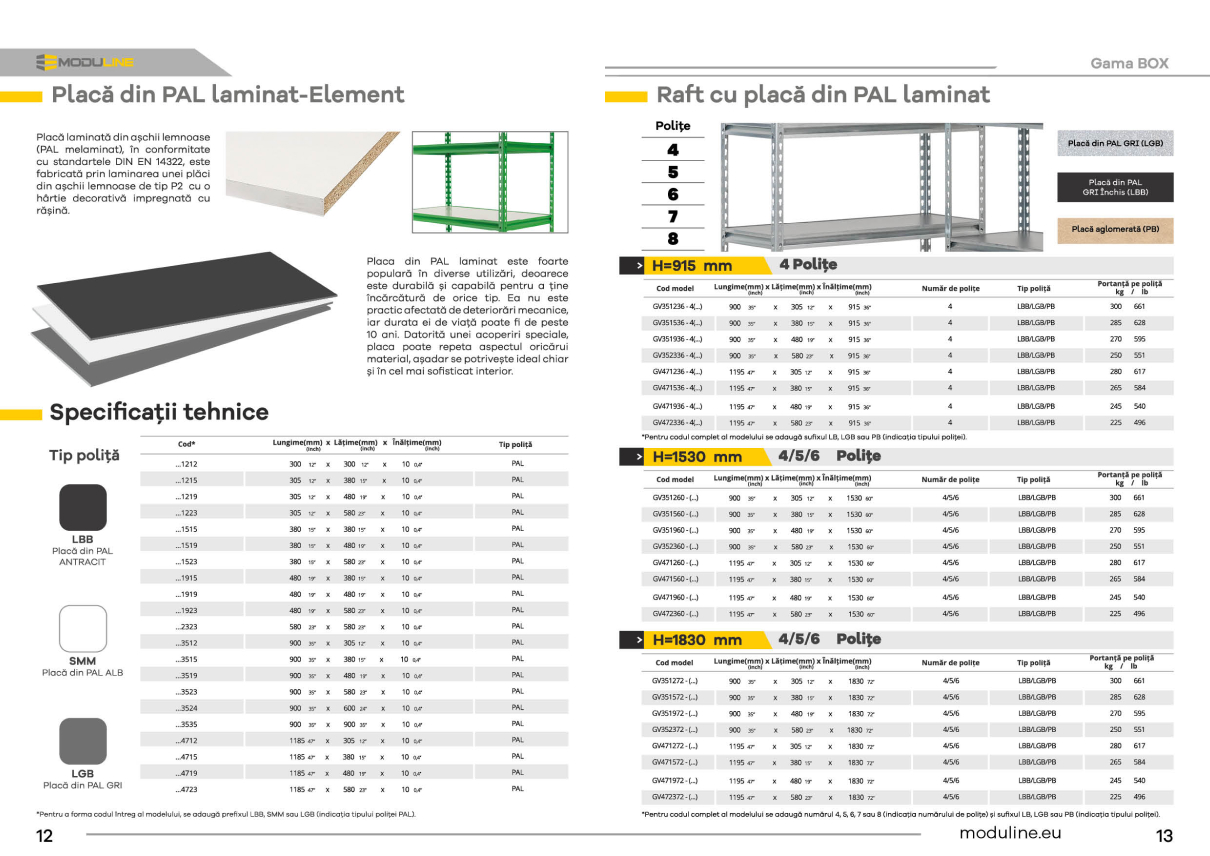 MODULINE
Placă din PAL laminat-Element
Placă laminată din așchii lemnoase
(PAL melaminat), în conformitate
cu standartele DIN EN 14322, este
fabricată prin laminarea unei plăci
din așchii lemnoase de tip P2 cu o
hârtie decorativă impregnată cu
rășină.
Placa din PAL laminat este foarte
populară în diverse utilizări, deoarece
este durabilă și capabilă pentru a ține
încărcătură de orice tip. Ea nu este
practic afectată de deteriorări mecanice,
iar durata ei de viață poate fi de peste
10 ani. Datorită unei acoperiri speciale,
placa poate repeta aspectul oricărui
material, așadar se potrivește ideal chiar
și în cel mai sofisticat interior.
Specificații tehnice
Tip poliță
LBB
Placă din PAL
ANTRACIT
SMM
Placă din PAL ALB
LGB
Placă din PAL GRI
Cod* Lungime(mm) x Lățime(mm) x Înălțime(mm) Tip poliță
(inch) (inch) (inch)
...1212 300 12" x 300 12" x 10 0,4" PAL
...1215 305 12" x 380 15" x 10 0,4" PAL
...1219 305 12" x 480 19" x 10 0,4" PAL
...1223 305 12" x 580 23" x 10 0,4" PAL
...1515 380 15" x 380 15" x 10 0,4" PAL
...1519 380 15" x 480 19" x 10 0,4" PAL
...1523 380 19" x 580 23" x 10 0,4" PAL
...1915 480 19" x 380 15" x 10 0,4" PAL
...1919 480 19" x 480 19" x 10 0,4" PAL
...1923 480 19" x 580 23" x 10 0,4" PAL
...2323 580 23" x 580 23" x 10 0,4" PAL
...3512 900 35" x 305 12" x 10 0,4" PAL
...3515 900 35" x 380 15" x 10 0,4" PAL
...3519 900 35" x 480 19" x 10 0,4" PAL
...3523 900 35" x 580 23" x 10 0,4" PAL
...3524 900 35" x 600 24" x 10 0,4" PAL
...3535 900 35" x 900 35" x 10 0,4" PAL
...4712 1185 47" x 305 12" x 10 0,4" PAL
...4715 1185 47" x 380 15" x 10 0,4" PAL
...4719 1185 47" x 480 19" x 10 0,4" PAL
...4723 1185 47" x 580 23" x 10 0,4" PAL
*Pentru a forma codul întreg al modelului, se adaugă prefixul LBB, SMM sau LGB (indicația tipului poliței PAL).
12
Gama BOX
Raft cu placă din PAL laminat
Polițe
4
5
6
7
8
Placă din PAL GRI (LGB)
Placă din PAL
GRI Închis (LBB)
Placă aglomerată (PB)
> H=915 mm 4 Polițe
Cod model Lungime(mm) x Lățime(mm) x Înălțime(mm) Număr de polițe Tip poliță Portanță pe poliță
(inch) (inch) (inch) kg / lb
GV351236 - 4(...) 900 35" x 305 12" x 915 36" 4 LBB/LGB/PB 300 661
GV351536 - 4(...) 900 35" x 380 15" x 915 36" 4 LBB/LGB/PB 285 628
GV351936 - 4(...) 900 35" x 480 19" x 915 36" 4 LBB/LGB/PB 270 595
GV352336 - 4(...) 900 35" x 580 23" x 915 36" 4 LBB/LGB/PB 250 551
GV471236 - 4(...) 1195 47" x 305 12" x 915 36" 4 LBB/LGB/PB 280 617
GV471536 - 4(...) 1195 47" x 380 15" x 915 36" 4 LBB/LGB/PB 265 584
GV471936 - 4(...) 1195 47" x 480 19" x 915 36" 4 LBB/LGB/PB 245 540
GV472336 - 4(...) 1195 47" x 580 23" x 915 36" 4 LBB/LGB/PB 225 496
*Pentru codul complet al modelului se adaugă sufixul LB, LGB sau PB (indicația tipului poliței).
> H=1530 mm 4/5/6 Polițe
Cod model Lungime(mm) x Lățime(mm) x Înălțime(mm) Număr de polițe Tip poliță Portanță pe poliță
(inch) (inch) (inch) kg / lb
GV351260 - (...) 900 35" x 305 12" x 1530 60" 4/5/6 LBB/LGB/PB 300 661
GV351560 - (...) 900 35" x 380 15" x 1530 60" 4/5/6 LBB/LGB/PB 285 628
GV351960 - (...) 900 35" x 480 19" x 1530 60" 4/5/6 LBB/LGB/PB 270 595
GV352360 - (...) 900 35" x 580 23" x 1530 60" 4/5/6 LBB/LGB/PB 250 551
GV471260 - (...) 1195 47" x 305 12" x 1530 60" 4/5/6 LBB/LGB/PB 280 617
GV471560 - (...) 1195 47" x 380 15" x 1530 60" 4/5/6 LBB/LGB/PB 265 584
GV471960 - (...) 1195 47" x 480 19" x 1530 60" 4/5/6 LBB/LGB/PB 245 540
GV472360 - (...) 1195 47" x 580 23" x 1530 60" 4/5/6 LBB/LGB/PB 225 496
> H=1830 mm 4/5/6 Polițe
Cod model Lungime(mm) x Lățime(mm) x Înălțime(mm) Număr de polițe Tip poliță Portanță pe poliță
(inch) (inch) (inch) kg / lb
GV351272 - (...) 900 35" x 305 12" x 1830 72" 4/5/6 LBB/LGB/PB 300 661
GV351572 - (...) 900 35" x 380 15" x 1830 72" 4/5/6 LBB/LGB/PB 285 628
GV351972 - (...) 900 35" x 480 19" x 1830 72" 4/5/6 LBB/LGB/PB 270 595
GV352372 - (...) 900 35" x 580 23" x 1830 72" 4/5/6 LBB/LGB/PB 250 551
GV471272 - (...) 1195 47" x 305 12" x 1830 72" 4/5/6 LBB/LGB/PB 280 617
GV471572 - (...) 1195 47" x 380 15" x 1830 72" 4/5/6 LBB/LGB/PB 265 584
GV471972 - (...) 1195 47" x 480 19" x 1830 72" 4/5/6 LBB/LGB/PB 245 540
GV472372 - (...) 1195 47" x 580 23" x 1830 72" 4/5/6 LBB/LGB/PB 225 496
*Pentru codul complet al modelului se adaugă numărul 4, 5, 6, 7 sau 8 (indicația numărului de polițe) și sufixul LB, LGB sau PB (indicația tipului poliței).
moduline.eu
13